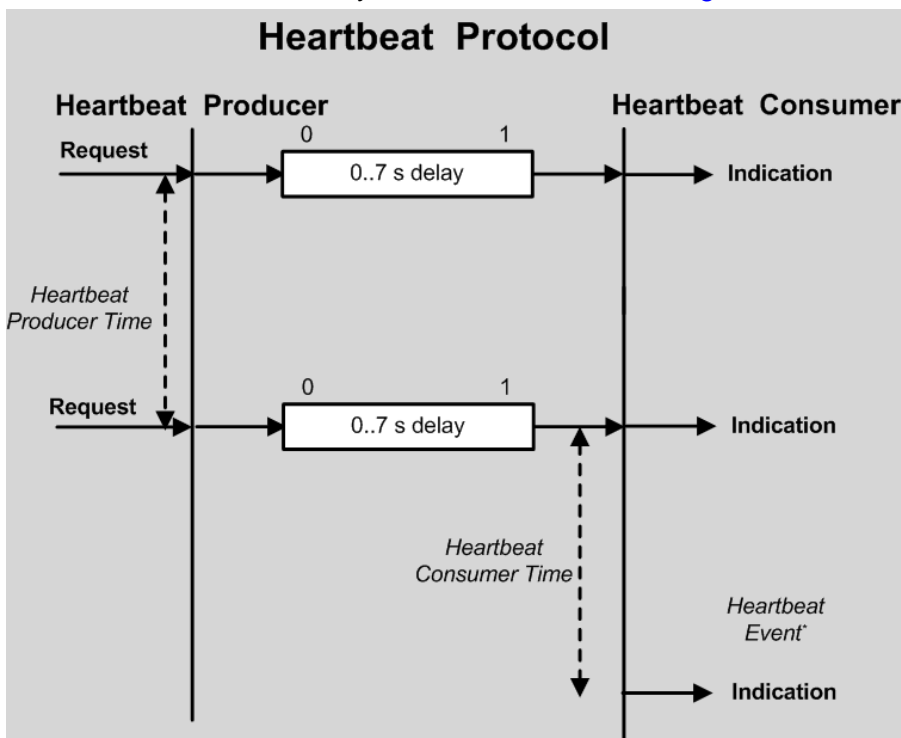 Heartbeat Protocol
Heartbeat Producer
Heartbeat Consumer
0 1
Request
0..7 s delay
Indication
Heartbeat
Producer Time
0 1
Request
0..7 s delay
Indication
Heartbeat
Consumer Time
Heartbeat
Event*
Indication